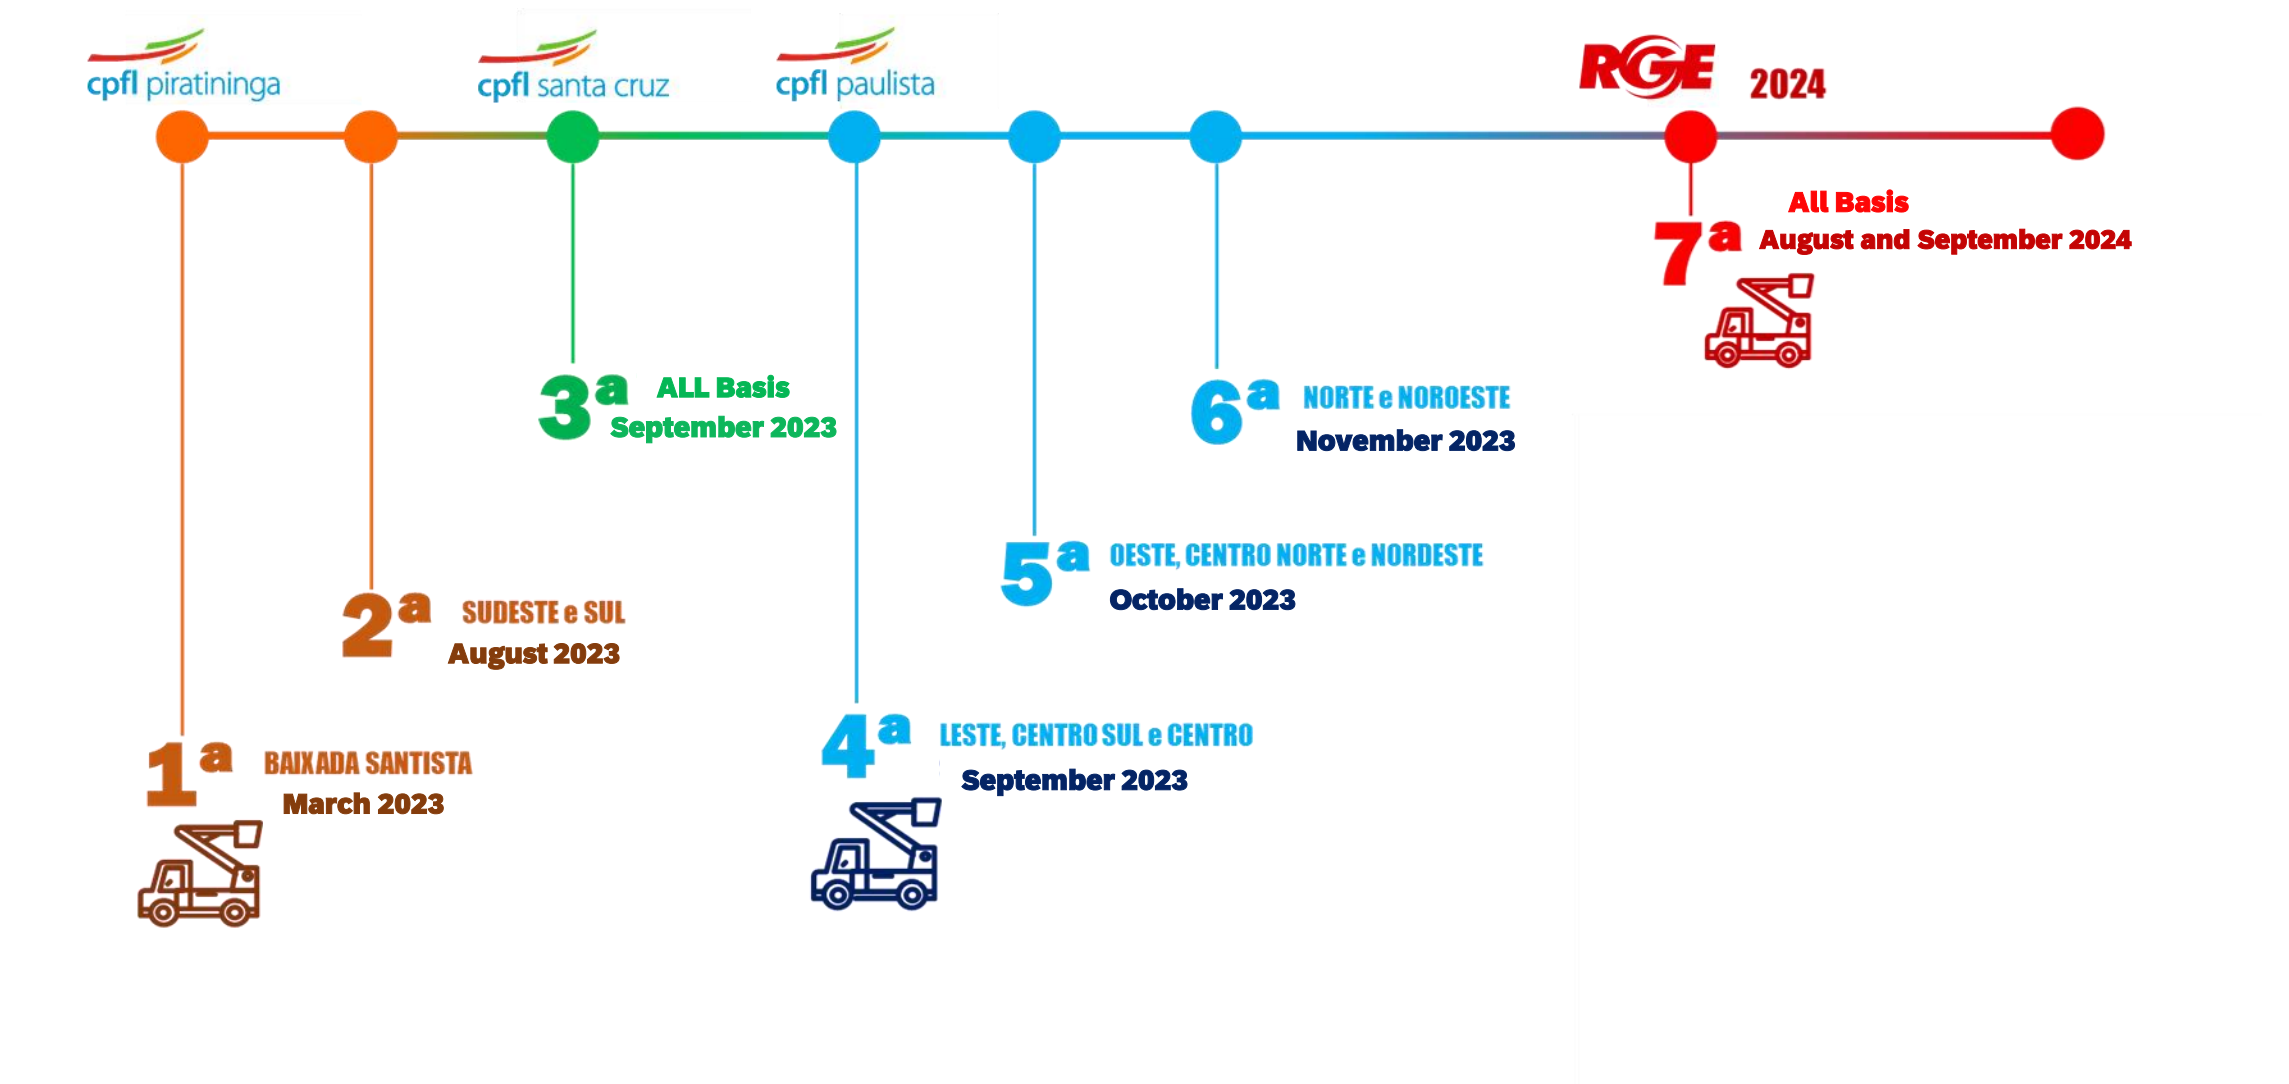 cpfl piratininga
cpfl santa cruz
cpfl paulista
RGE 2024
All Basis
7ª August and September 2024
3ª ALL Basis
September 2023
6ª NORTE e NOROESTE
November 2023
5ª OESTE, CENTRO NORTE e NORDESTE
October 2023
2ª SUDESTE e SUL
August 2023
4ª LESTE, CENTRO SUL e CENTRO
September 2023
1ª BAIXADA SANTISTA
March 2023